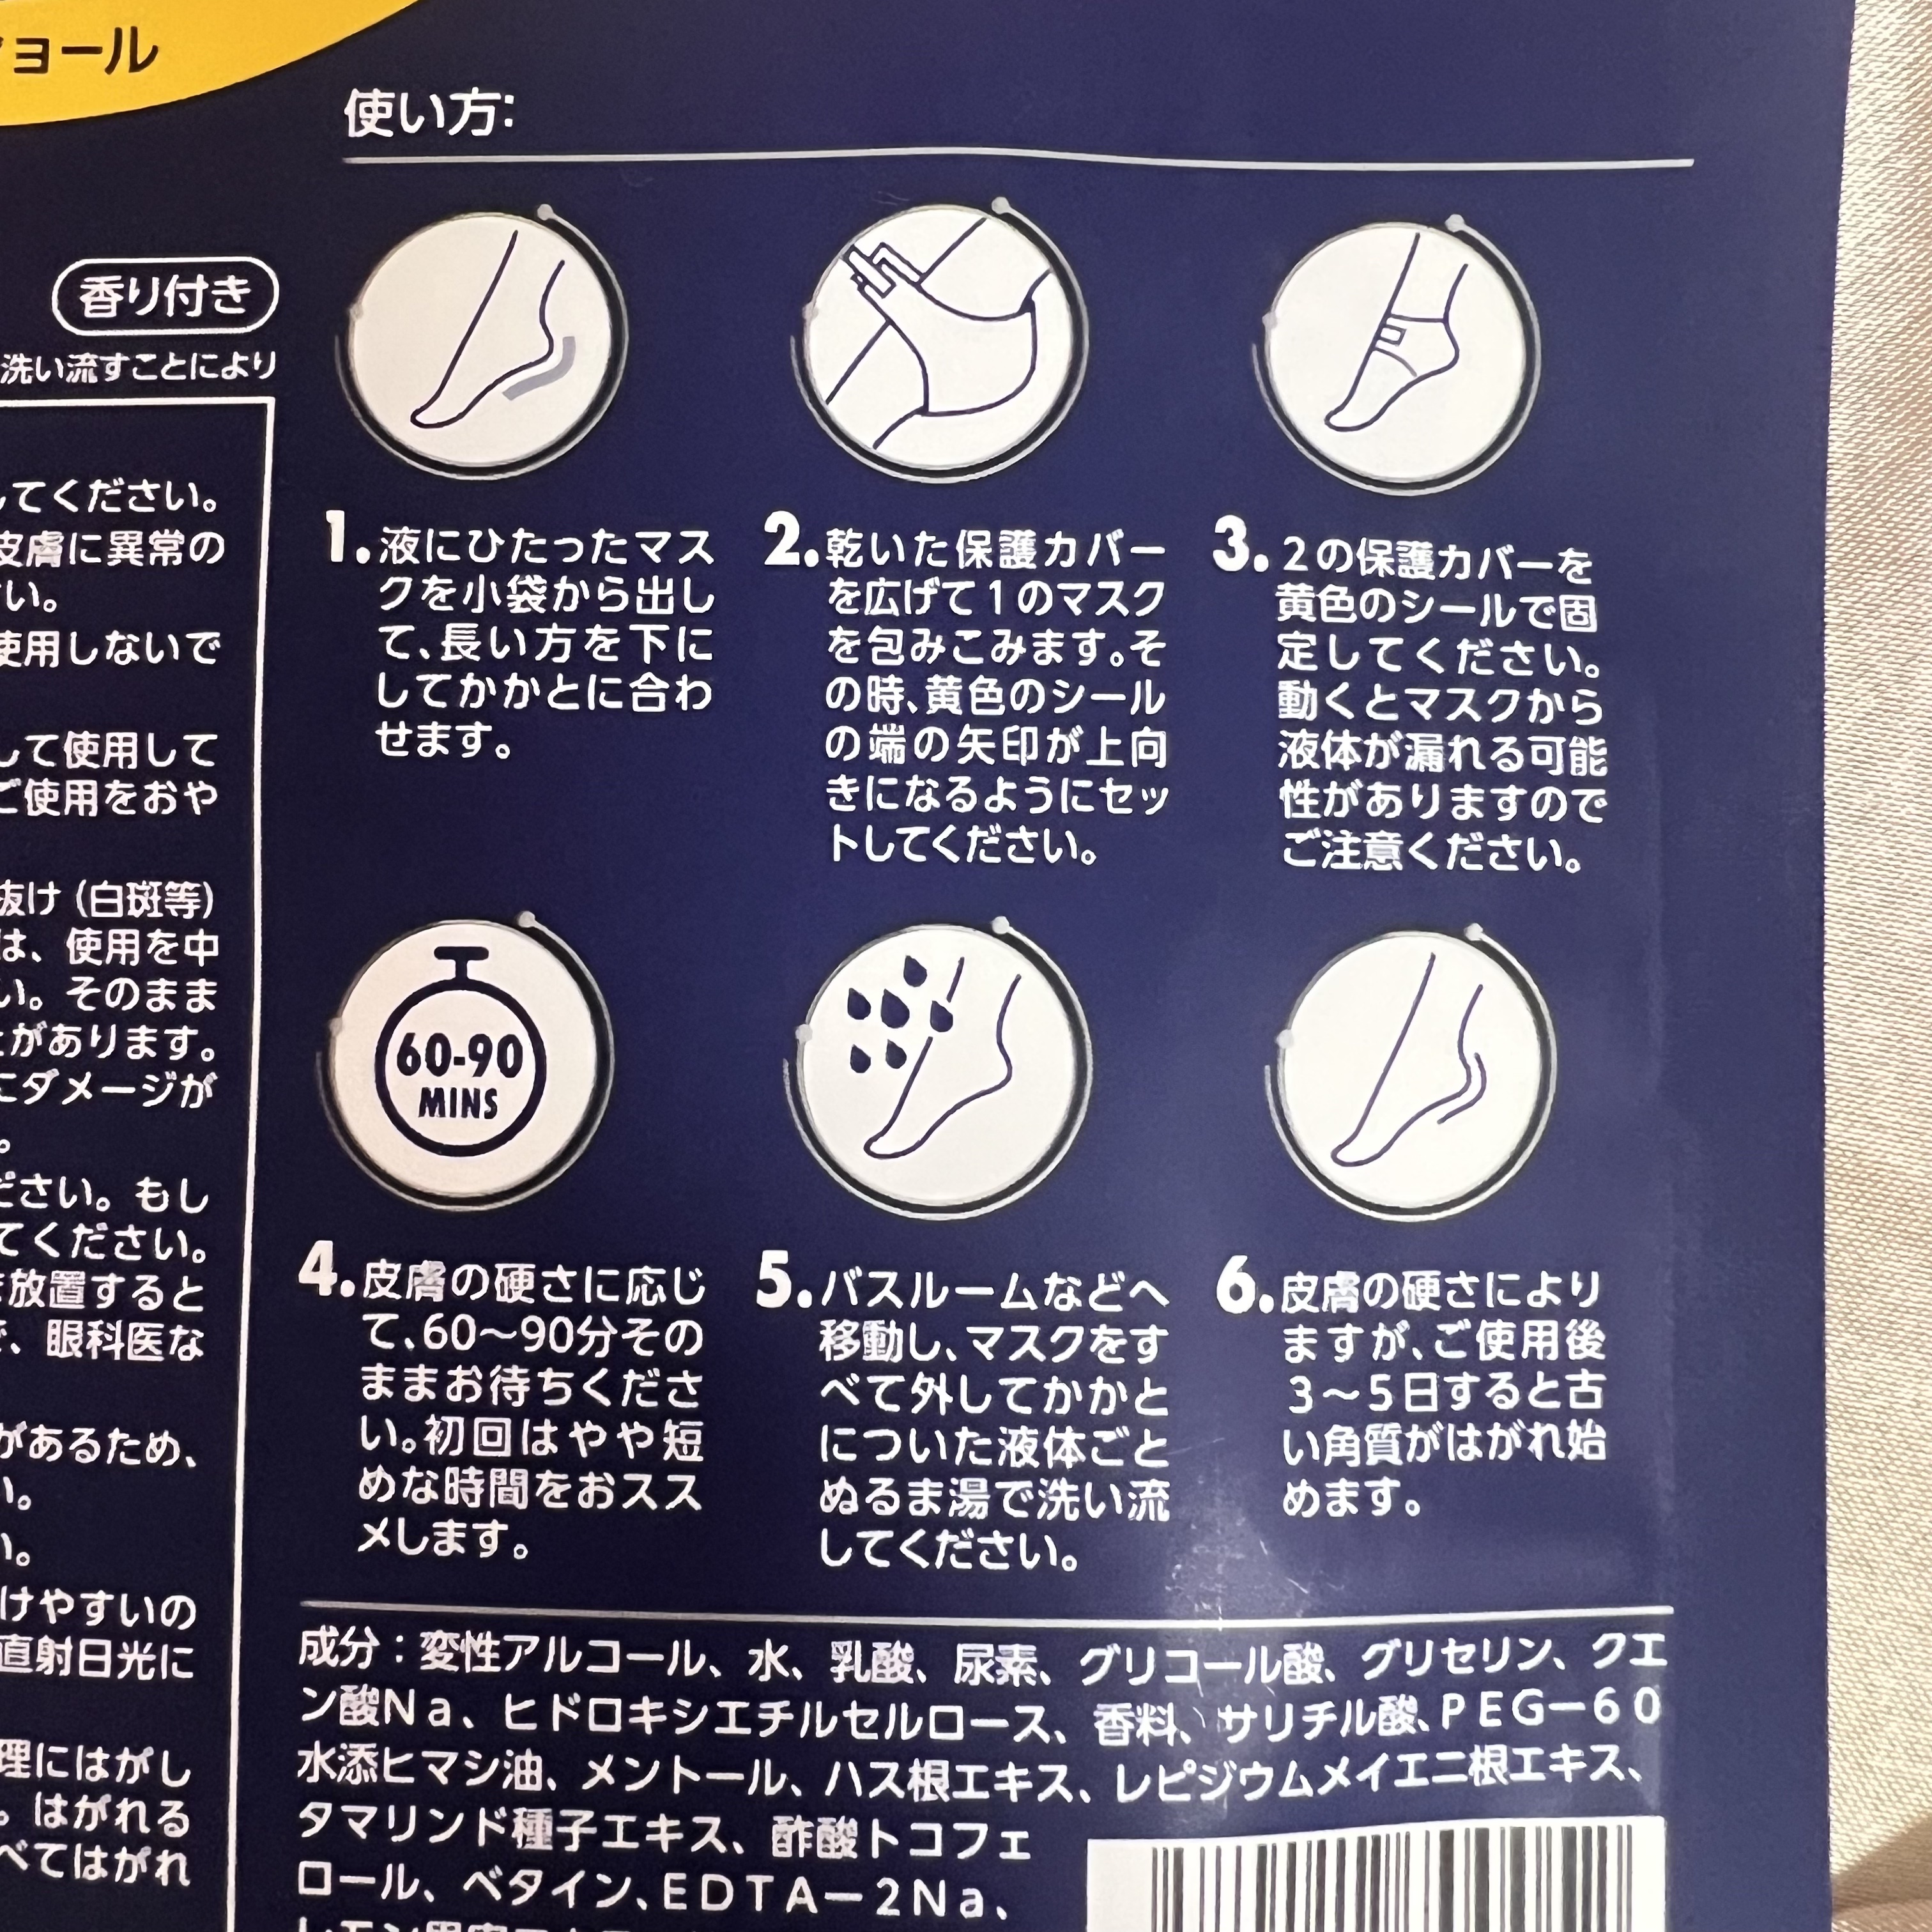 ョール
使い方:
香り付き
洗い流すことにより
してください。
皮膚に異常の
い。
使用しないで
して使用して
ご使用をおや
抜け（白斑等）
は、使用を中
い。そのまま
とがあります。
にダメージが
。
ださい。もし
てください。
放置すると
で、眼科医な
があるため、
い。
い。
けやすいの
直射日光に
理にはがし
。はがれる
べてはがれ
1.液にひたったマス
クを小袋から出し
て、長い方を下に
してかかとに合わ
せます。
2.乾いた保護カバー
を広げて1のマスク
を包みこみます。そ
の時、黄色のシール
の端の矢印が上向
きになるようにセッ
トしてください。
3.2の保護カバーを
黄色のシールで固
定してください。
動くとマスクから
液体が漏れる可能
性がありますので
ご注意ください。
60-90
MINS
4.皮膚の硬さに応じ
て、60〜90分その
ままお待ちくださ
い。初回はやや短
めな時間をおスス
メします。
5.バスルームなどへ
移動し、マスクをす
べて外してかかと
についた液体ごと
ぬるま湯で洗い流
してください。
6.皮膚の硬さにより
ますが、ご使用後
3〜5日すると古
い角質がはがれ始
めます。
成分：変性アルコール、水、乳酸、尿素、グリコール酸、グリセリン、クエ
ン酸Na、ヒドロキシエチルセルロース、香料、サリチル酸、PEG－60
水添ヒマシ油、メントール、ハス根エキス、レピジウムメイエニ根エキス、
タマリンド種子エキス、酢酸トコフェ
ロール、ベタイン、EDTA－2Na、